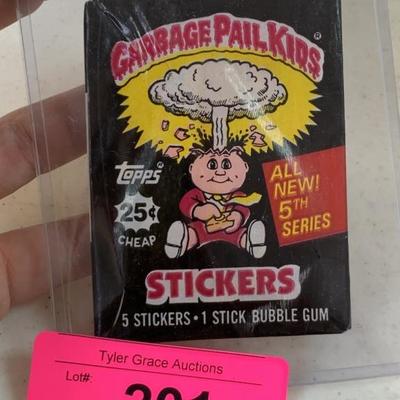 GARBAGE PAIL KIDS®
topps®
25¢
CHEAP
ALL
NEW!
5TH
SERIES
STICKERS
5 STICKERS • 1 STICK BUBBLE GUM
Tyler Grace Auctions
Lot#:
201